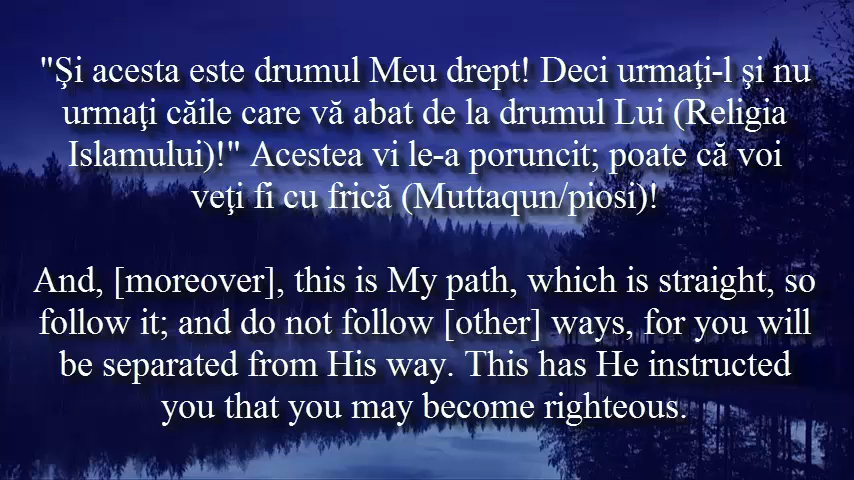 "Şi acesta este drumul Meu drept! Deci urmaţi-l şi nu
urmaţi căile care vă abat de la drumul Lui (Religia
Islamului)!" Acestea vi le-a poruncit; poate că voi
veţi fi cu frică (Muttaqun/piosi)!
And, [moreover], this is My path, which is straight, so
follow it; and do not follow [other] ways, for you will
be separated from His way. This has He instructed
you that you may become righteous.